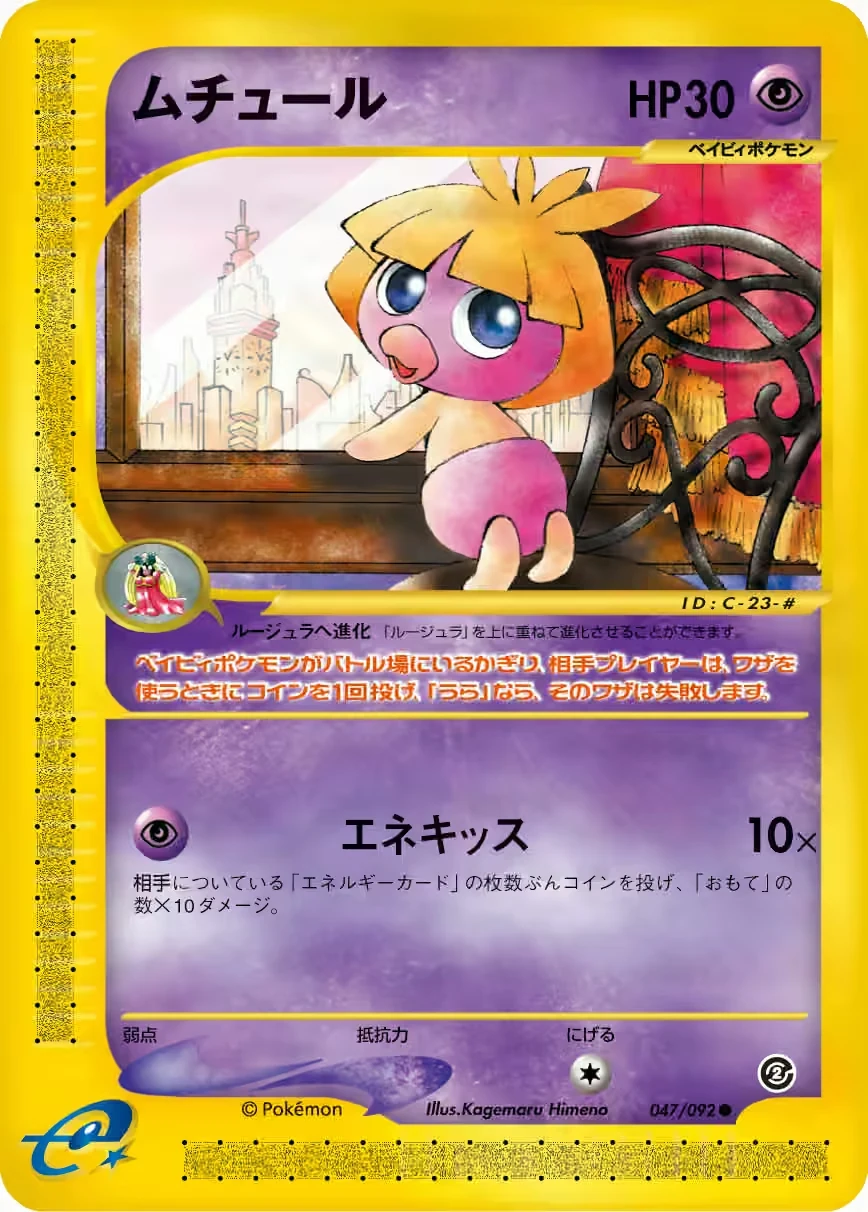 ムチュール HP30
ベイビィポケモン
ID:C-23-#
ルージュラへ進化 「ルージュラ」を上に重ねて進化させることができます。
ベイビィポケモンがバトル場にいるかぎり、相手プレイヤーは、ワザを
使うときにコインを1回投げ、「うら」なら、そのワザは失敗します。
エネキッス 10×
相手についている「エネルギーカード」の枚数ぶんコインを投げ、「おもて」の
数×10ダメージ。
弱点 抵抗力 にげる
© Pokémon Illus.Kagemaru Himeno 047/092●
2
e